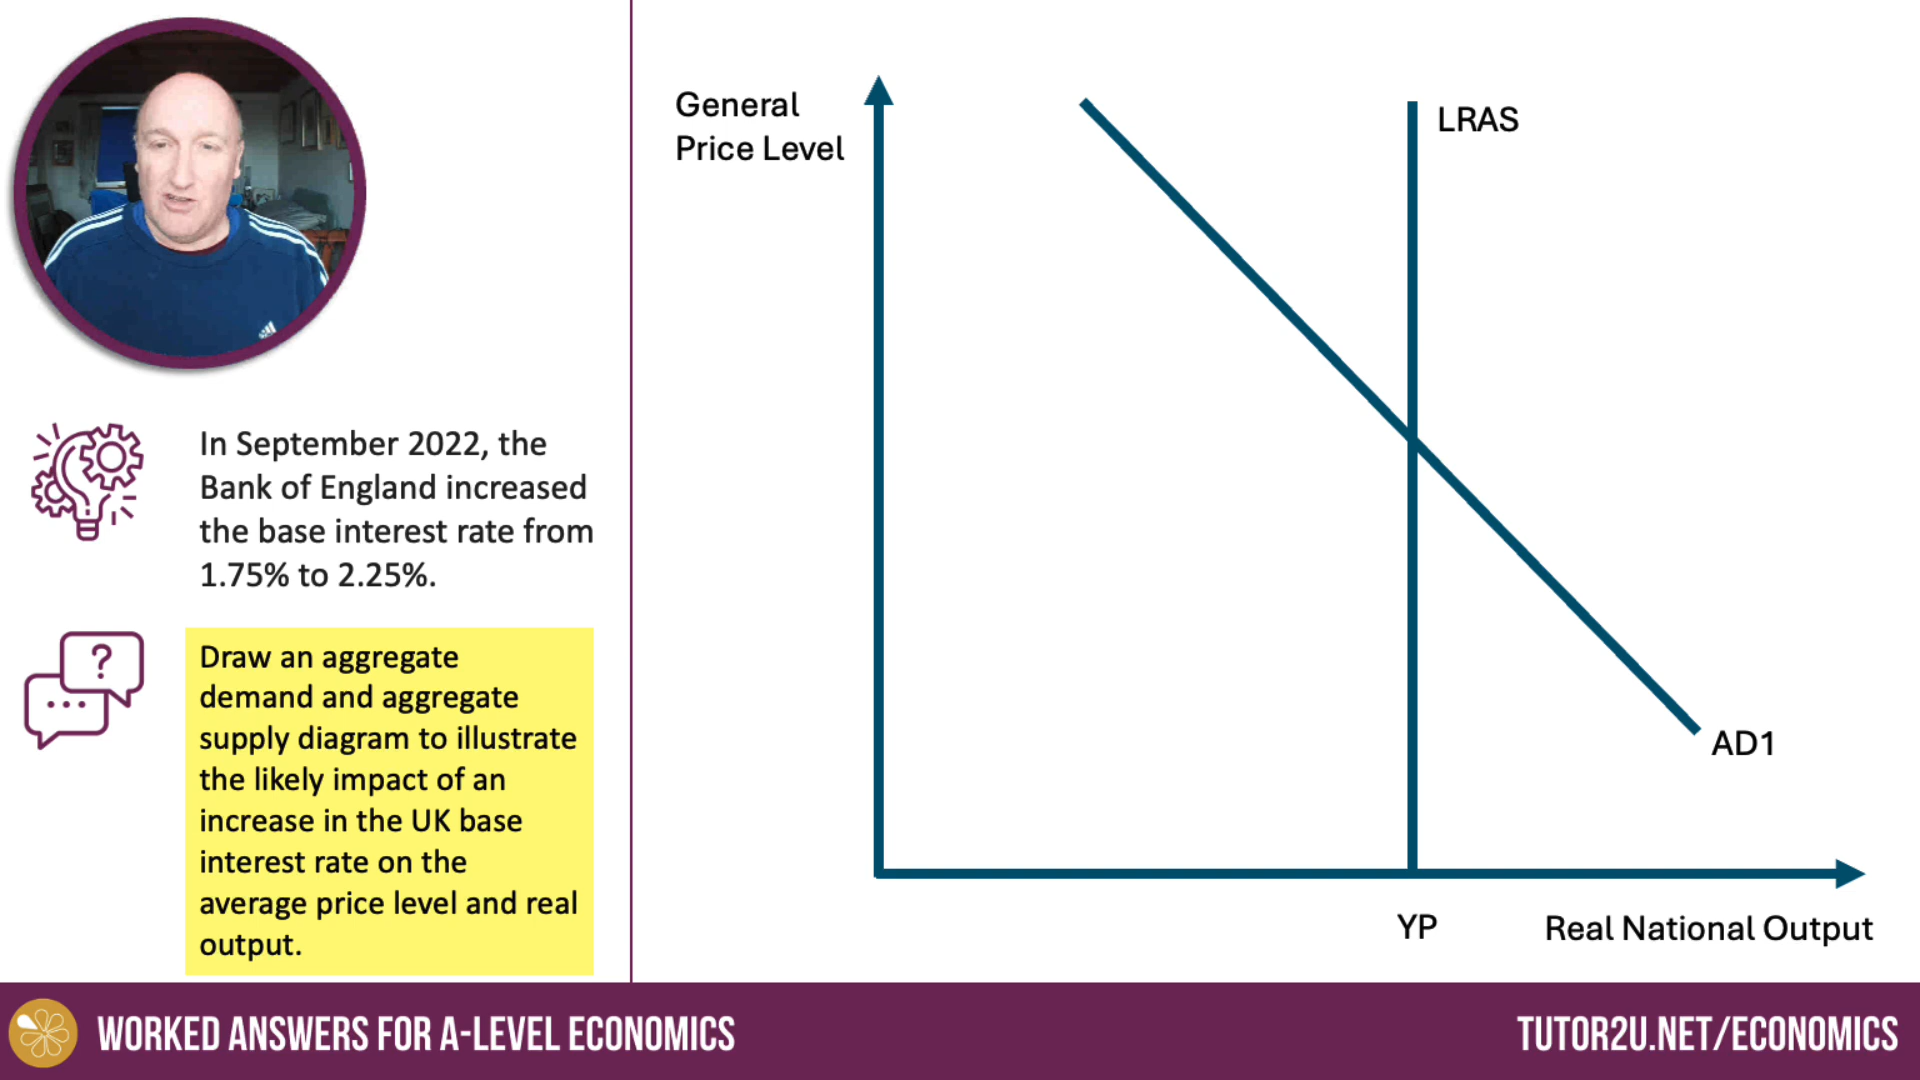 In September 2022, the
Bank of England increased
the base interest rate from
1.75% to 2.25%.
Draw an aggregate
demand and aggregate
supply diagram to illustrate
the likely impact of an
increase in the UK base
interest rate on the
average price level and real
output.
General
Price Level
LRAS
AD1
YP
Real National Output
WORKED ANSWERS FOR A-LEVEL ECONOMICS
TUTOR2U.NET/ECONOMICS